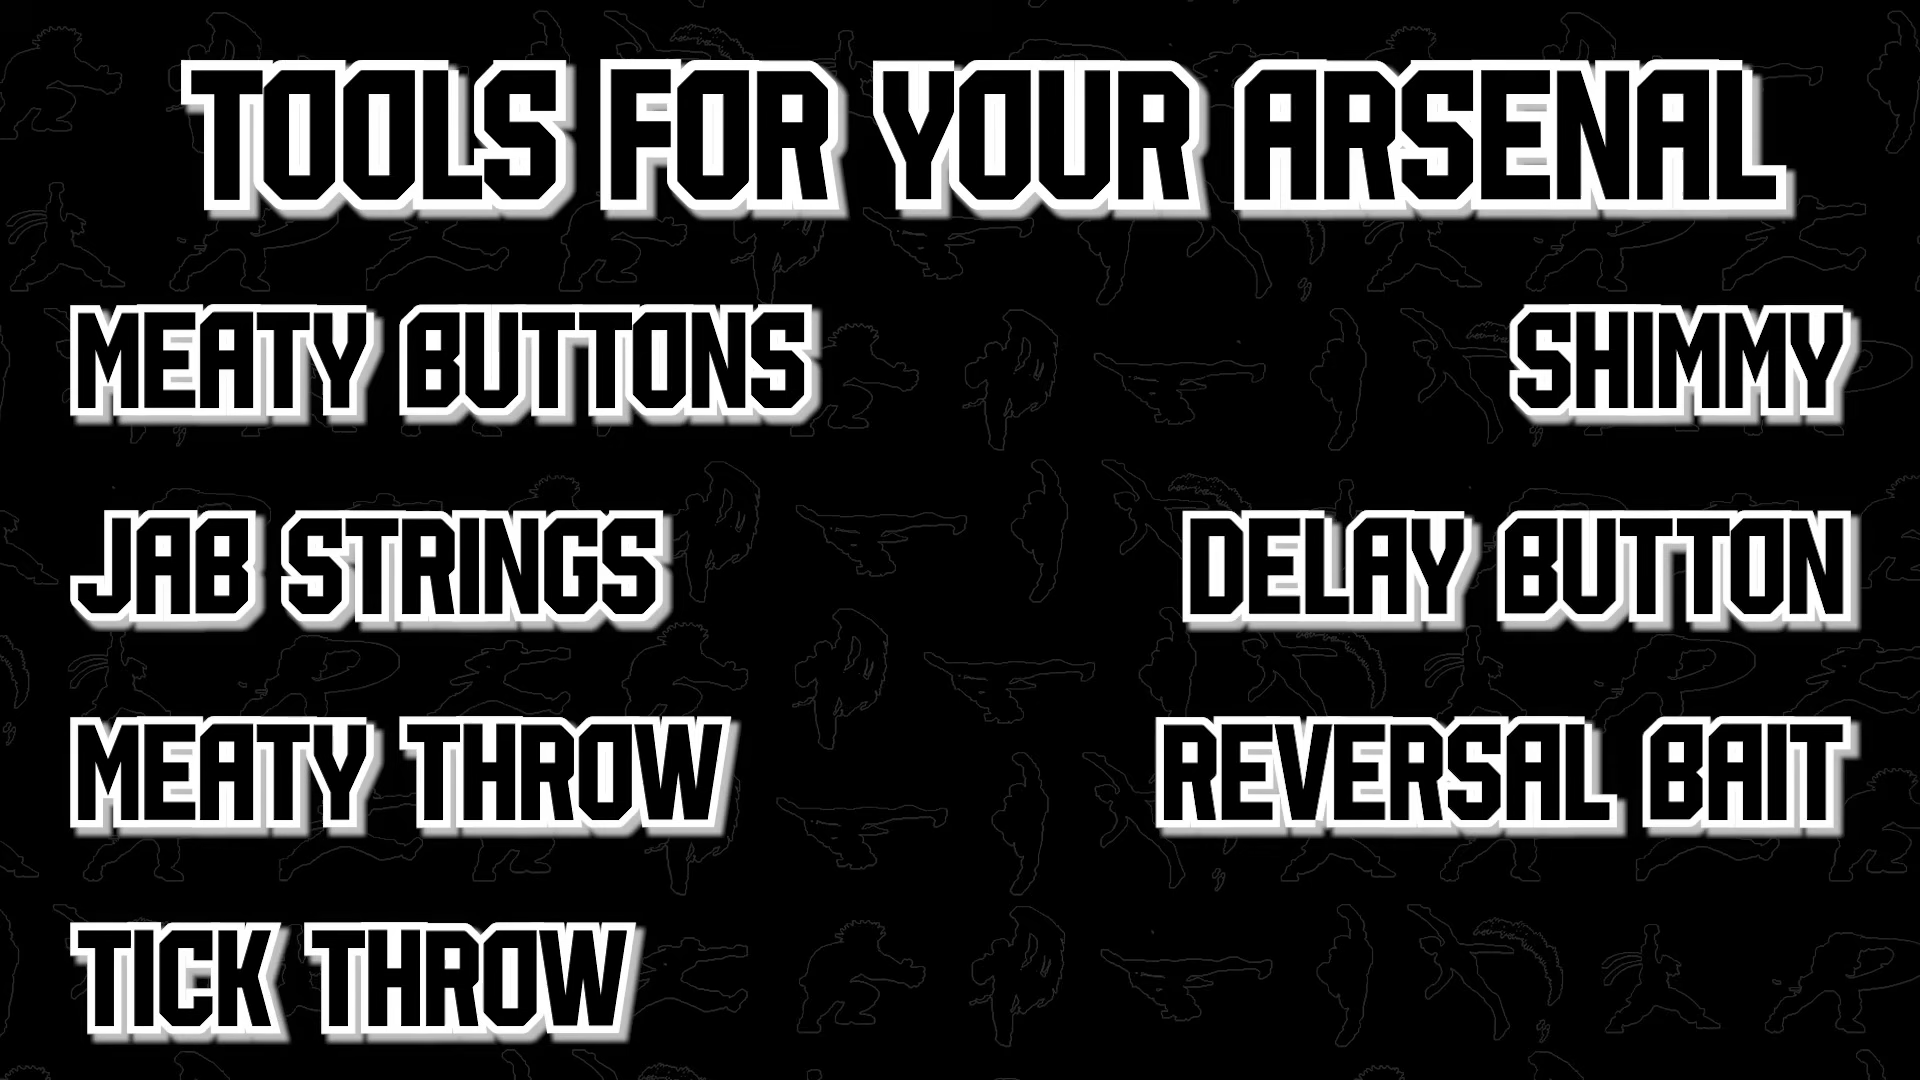 TOOLS FOR YOUR ARSENAL
MEATY BUTTONS
JAB STRINGS
MEATY THROW
TICK THROW
SHIMMY
DELAY BUTTON
REVERSAL BAIT